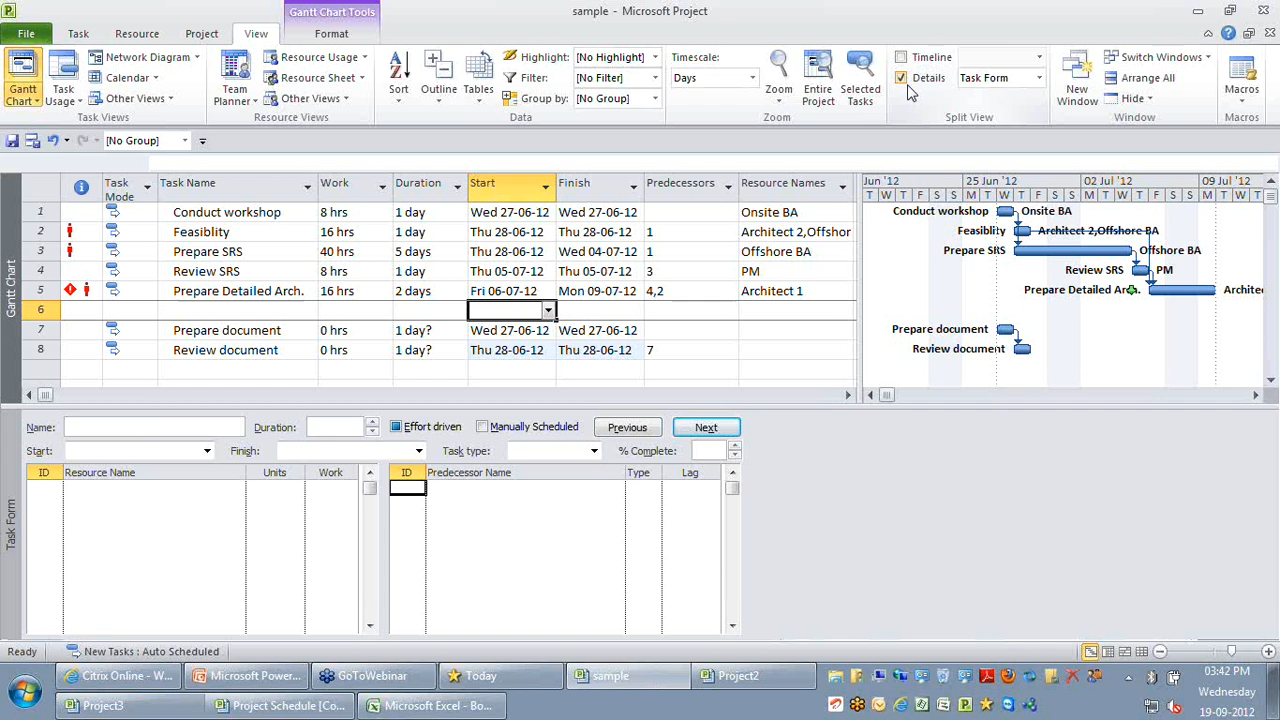 Gantt Chart Tools
sample - Microsoft Project
File Task Resource Project View Format
Gantt Chart
Task Usage
Network Diagram
Calendar
Other Views
Task Views
Team Planner
Resource Usage
Resource Sheet
Other Views
Resource Views
Sort
Outline
Tables
Highlight: [No Highlight]
Filter: [No Filter]
Group by: [No Group]
Data
Timescale:
Days
Zoom
Entire Project
Selected Tasks
Zoom
Timeline
Details Task Form
Split View
New Window
Switch Windows
Arrange All
Hide
Window
Macros
Macros
[No Group]
Task Mode Task Name Work Duration Start Finish Predecessors Resource Names
1 Conduct workshop 8 hrs 1 day Wed 27-06-12 Wed 27-06-12 Onsite BA
2 Feasiblity 16 hrs 1 day Thu 28-06-12 Thu 28-06-12 1 Architect 2,Offshor
3 Prepare SRS 40 hrs 5 days Thu 28-06-12 Wed 04-07-12 1 Offshore BA
4 Review SRS 8 hrs 1 day Thu 05-07-12 Thu 05-07-12 3 PM
5 Prepare Detailed Arch. 16 hrs 2 days Fri 06-07-12 Mon 09-07-12 4,2 Architect 1
6
7 Prepare document 0 hrs 1 day? Wed 27-06-12 Wed 27-06-12
8 Review document 0 hrs 1 day? Thu 28-06-12 Thu 28-06-12 7
Gantt Chart
Jun '12 25 Jun '12 02 Jul '12 09 Jul '12
T W T F S S M T W T F S S M T W T F S S M T W T
Conduct workshop Onsite BA
Feasiblity Architect 2,Offshore BA
Prepare SRS Offshore BA
Review SRS PM
Prepare Detailed Arch. Architec
Prepare document
Review document
Task Form
Name: Duration: Effort driven Manually Scheduled Previous Next
Start: Finish: Task type: % Complete:
ID Resource Name Units Work ID Predecessor Name Type Lag
Ready New Tasks : Auto Scheduled
Citrix Online - W... Microsoft Power... GoToWebinar Today sample Project2
Project3 Project Schedule [Co... Microsoft Excel - Bo...
03:42 PM
Wednesday
19-09-2012